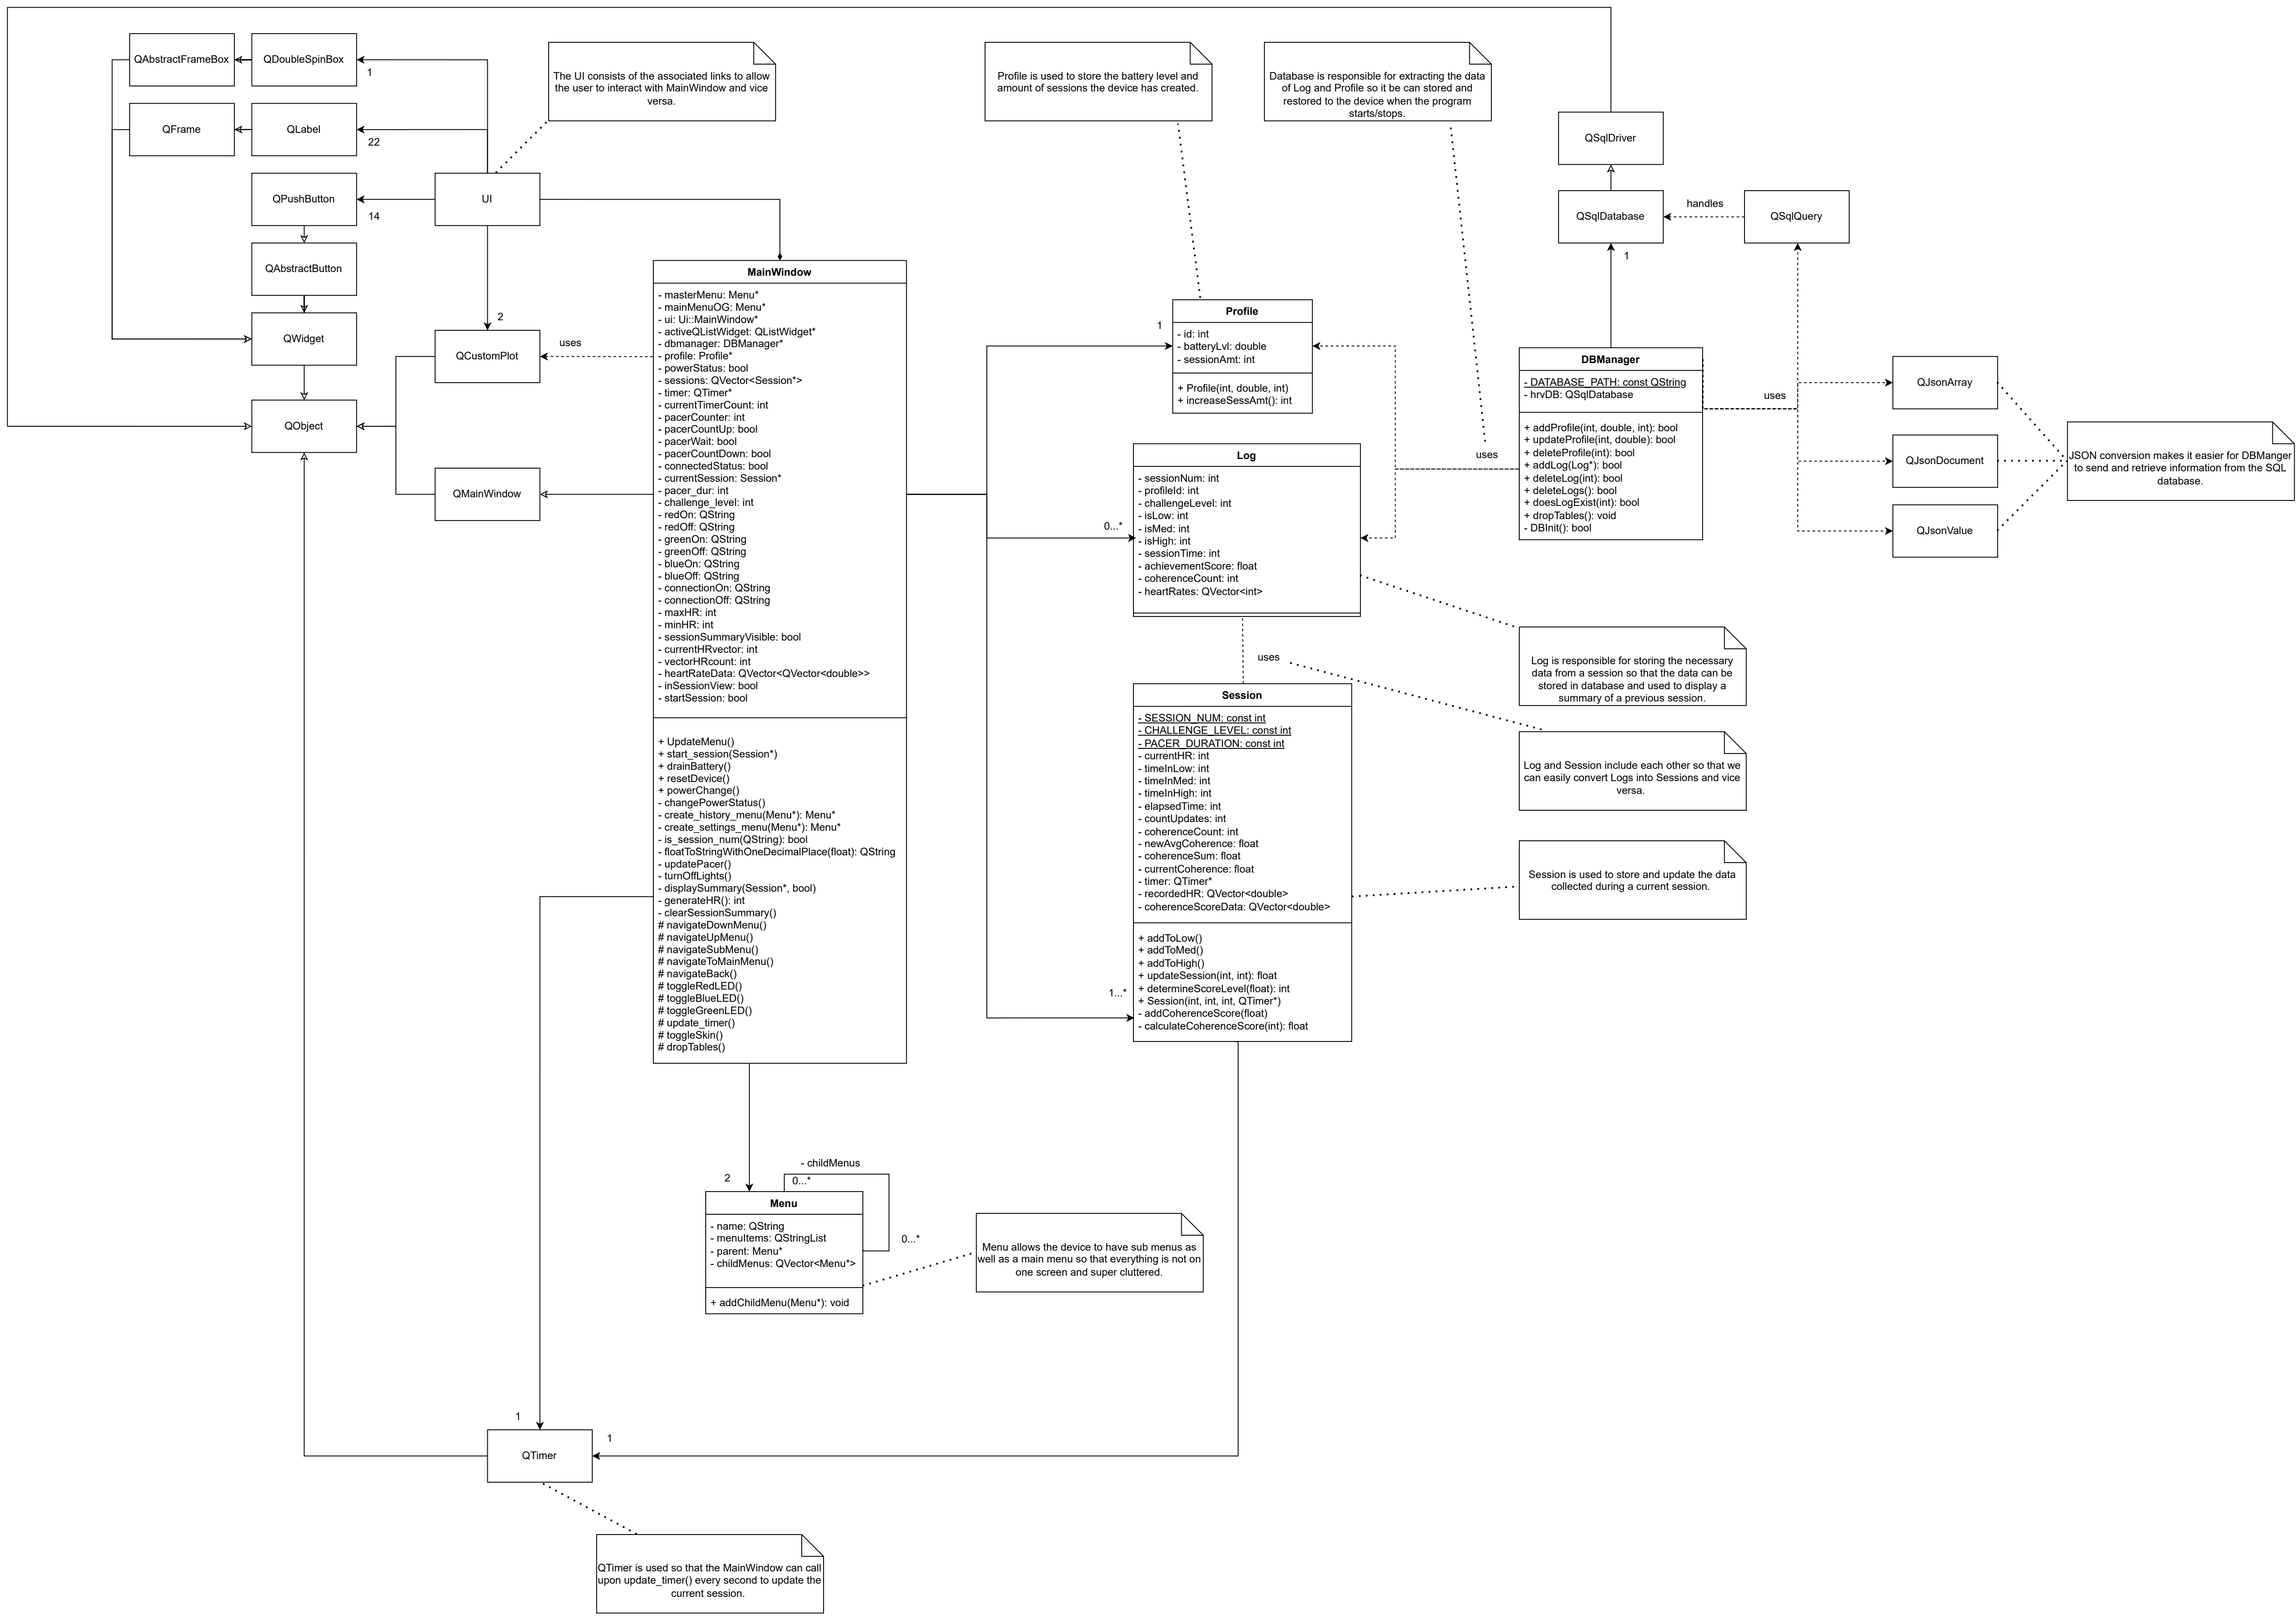 QAbstractFrameBox
QDoubleSpinBox
1
QFrame
QLabel
22
QPushButton
14
UI
QAbstractButton
QWidget
QObject
QCustomPlot
2
uses
QMainWindow
The UI consists of the associated links to allow
the user to interact with MainWindow and vice
versa.
Profile is used to store the battery level and
amount of sessions the device has created.
Database is responsible for extracting the data
of Log and Profile so it be can stored and
restored to the device when the program
starts/stops.
QSqlDriver
QSqlDatabase
handles
QSqlQuery
1
MainWindow
- masterMenu: Menu*
- mainMenuOG: Menu*
- ui: Ui::MainWindow*
- activeQListWidget: QListWidget*
- dbmanager: DBManager*
- profile: Profile*
- powerStatus: bool
- sessions: QVector<Session*>
- timer: QTimer*
- currentTimerCount: int
- pacerCounter: int
- pacerCountUp: bool
- pacerWait: bool
- pacerCountDown: bool
- connectedStatus: bool
- currentSession: Session*
- pacer_dur: int
- challenge_level: int
- redOn: QString
- redOff: QString
- greenOn: QString
- greenOff: QString
- blueOn: QString
- blueOff: QString
- connectionOn: QString
- connectionOff: QString
- maxHR: int
- minHR: int
- sessionSummaryVisible: bool
- currentHRvector: int
- vectorHRcount: int
- heartRateData: QVector<QVector<double>>
- inSessionView: bool
- startSession: bool
+ UpdateMenu()
+ start_session(Session*)
+ drainBattery()
+ resetDevice()
+ powerChange()
- changePowerStatus()
- create_history_menu(Menu*): Menu*
- create_settings_menu(Menu*): Menu*
- is_session_num(QString): bool
- floatToStringWithOneDecimalPlace(float): QString
- updatePacer()
- turnOffLights()
- displaySummary(Session*, bool)
- generateHR(): int
- clearSessionSummary()
# navigateDownMenu()
# navigateUpMenu()
# navigateSubMenu()
# navigateToMainMenu()
# navigateBack()
# toggleRedLED()
# toggleBlueLED()
# toggleGreenLED()
# update_timer()
# toggleSkin()
# dropTables()
1
Profile
- id: int
- batteryLvl: double
- sessionAmt: int
+ Profile(int, double, int)
+ increaseSessAmt(): int
0...*
Log
- sessionNum: int
- profileId: int
- challengeLevel: int
- isLow: int
- isMed: int
- isHigh: int
- sessionTime: int
- achievementScore: float
- coherenceCount: int
- heartRates: QVector<int>
uses
uses
DBManager
- DATABASE_PATH: const QString
- hrvDB: QSqlDatabase
+ addProfile(int, double, int): bool
+ updateProfile(int, double): bool
+ deleteProfile(int): bool
+ addLog(Log*): bool
+ deleteLog(int): bool
+ deleteLogs(): bool
+ doesLogExist(int): bool
+ dropTables(): void
- DBInit(): bool
uses
QJsonArray
QJsonDocument
QJsonValue
JSON conversion makes it easier for DBManger
to send and retrieve information from the SQL
database.
Log is responsible for storing the necessary
data from a session so that the data can be
stored in database and used to display a
summary of a previous session.
Log and Session include each other so that we
can easily convert Logs into Sessions and vice
versa.
Session is used to store and update the data
collected during a current session.
1...*
Session
- SESSION_NUM: const int
- CHALLENGE_LEVEL: const int
- PACER_DURATION: const int
- currentHR: int
- timeInLow: int
- timeInMed: int
- timeInHigh: int
- elapsedTime: int
- countUpdates: int
- coherenceCount: int
- newAvgCoherence: float
- coherenceSum: float
- currentCoherence: float
- timer: QTimer*
- recordedHR: QVector<double>
- coherenceScoreData: QVector<double>
+ addToLow()
+ addToMed()
+ addToHigh()
+ updateSession(int, int): float
+ determineScoreLevel(float): int
+ Session(int, int, int, QTimer*)
- addCoherenceScore(float)
- calculateCoherenceScore(int): float
- childMenus
0...*
2
Menu
- name: QString
- menuItems: QStringList
- parent: Menu*
- childMenus: QVector<Menu*>
+ addChildMenu(Menu*): void
0...*
Menu allows the device to have sub menus as
well as a main menu so that everything is not on
one screen and super cluttered.
1
1
QTimer
QTimer is used so that the MainWindow can call
upon update_timer() every second to update the
current session.